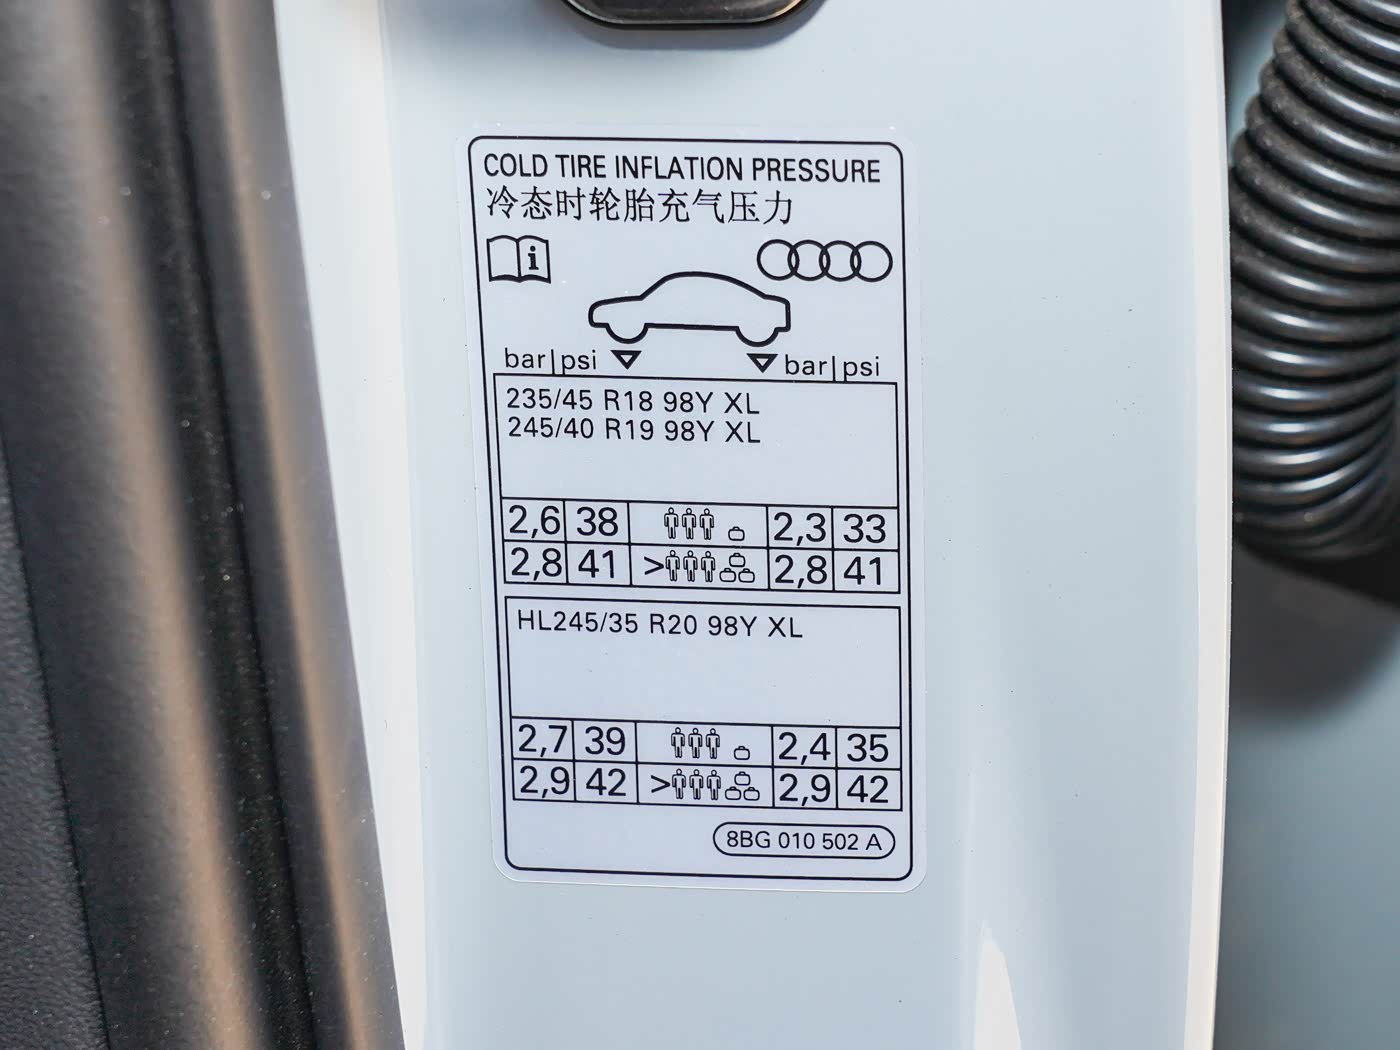 COLD TIRE INFLATION PRESSURE
冷态时轮胎充气压力
i
bar|psi bar|psi
235/45 R18 98Y XL
245/40 R19 98Y XL
2,6 38 2,3 33
2,8 41 > 2,8 41
HL245/35 R20 98Y XL
2,7 39 2,4 35
2,9 42 > 2,9 42
8BG 010 502 A